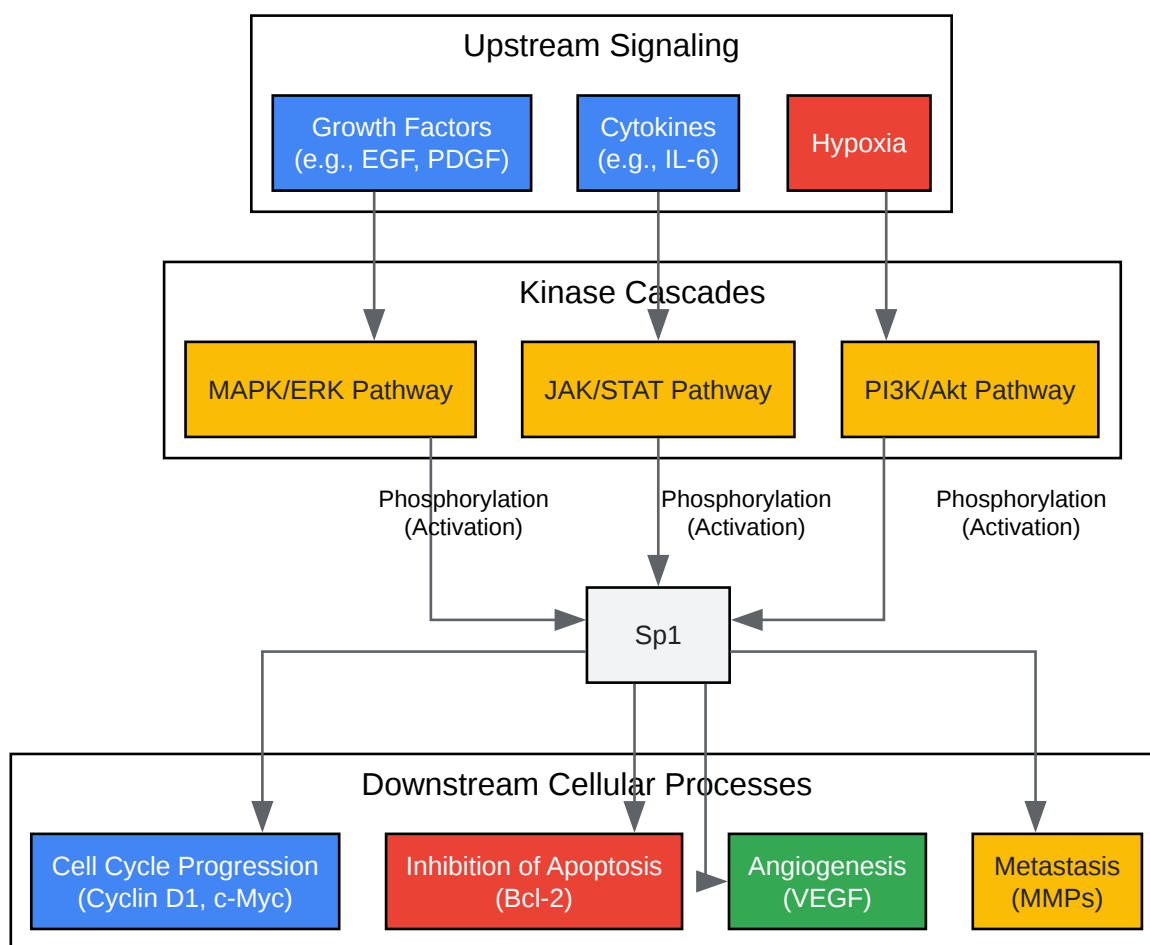 Upstream Signaling
Growth Factors
(e.g., EGF, PDGF)
Cytokines
(e.g., IL-6)
Hypoxia
Kinase Cascades
MAPK/ERK Pathway
JAK/STAT Pathway
PI3K/Akt Pathway
Phosphorylation
(Activation)
Phosphorylation
(Activation)
Phosphorylation
(Activation)
Sp1
Downstream Cellular Processes
Cell Cycle Progression
(Cyclin D1, c-Myc)
Inhibition of Apoptosis
(Bcl-2)
Angiogenesis
(VEGF)
Metastasis
(MMPs)